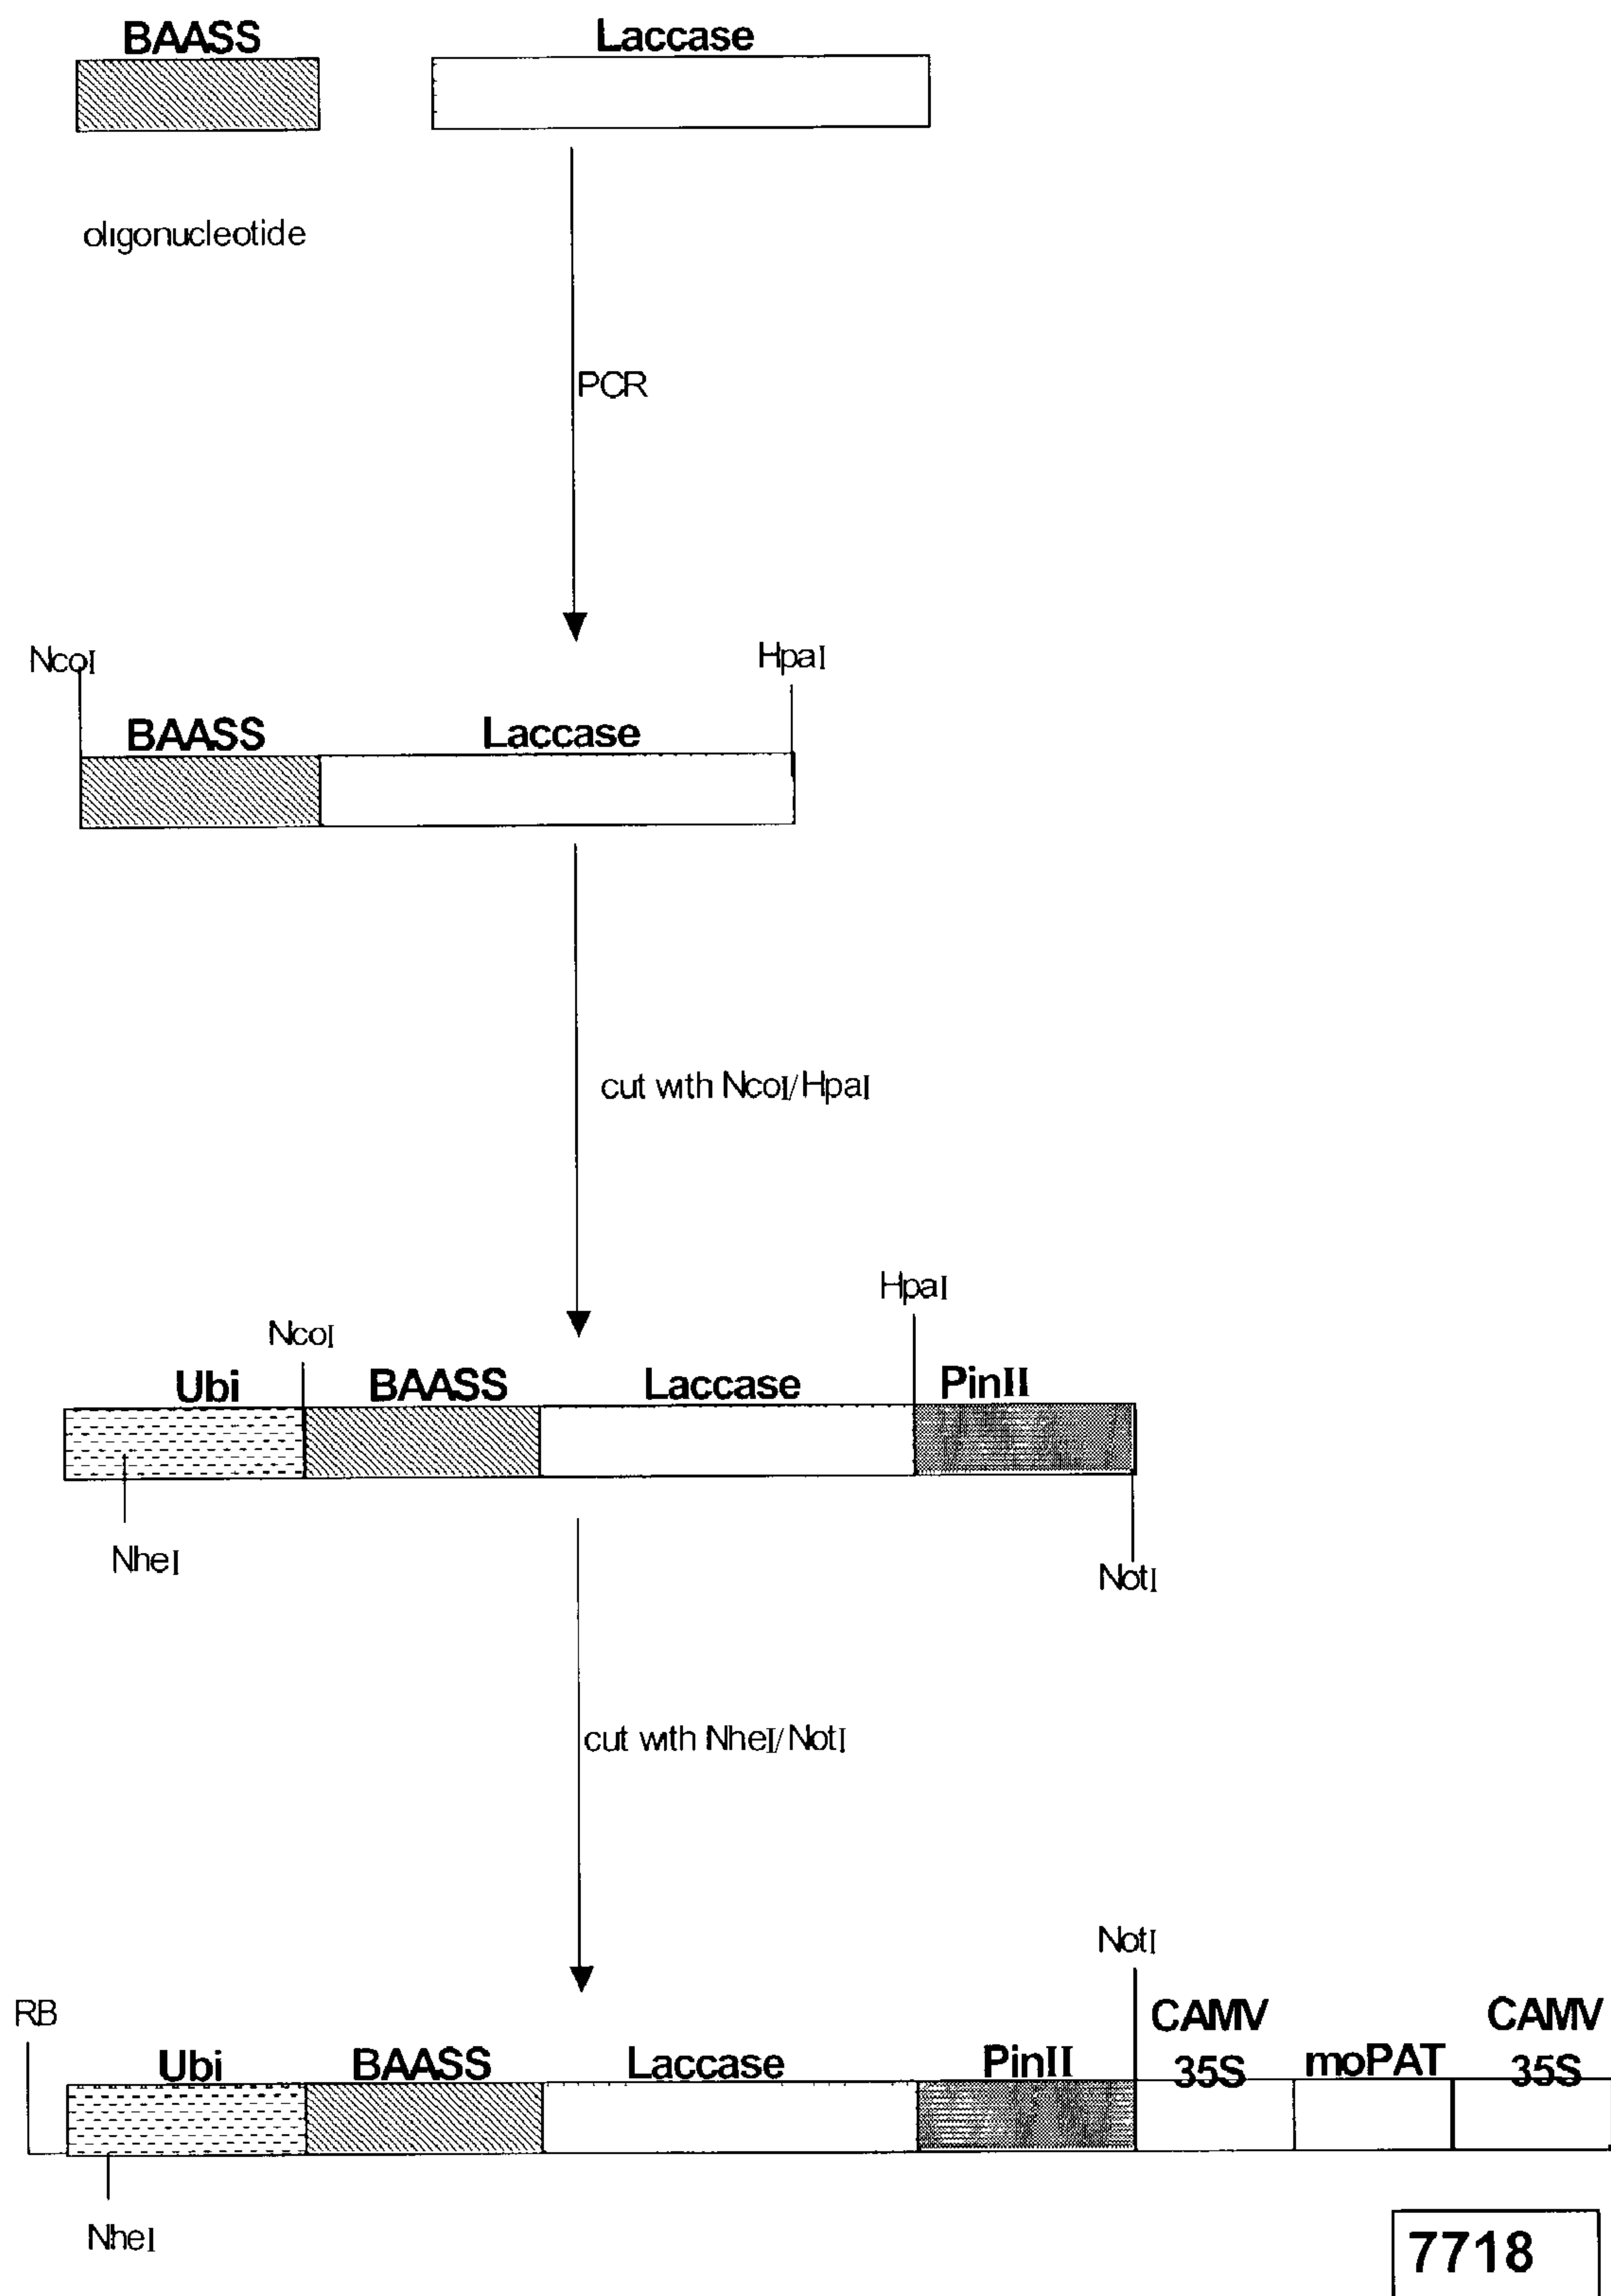 BAASS Laccase
oligonucleotide
PCR
NcoI HpaI
BAASS Laccase
cut with NcoI/HpaI
HpaI
NcoI
Ubi BAASS Laccase PinII
NheI NotI
cut with NheI/NotI
NotI
RB CAMV CAMV
Ubi BAASS Laccase PinII 35S moPAT 35S
NheI
7718